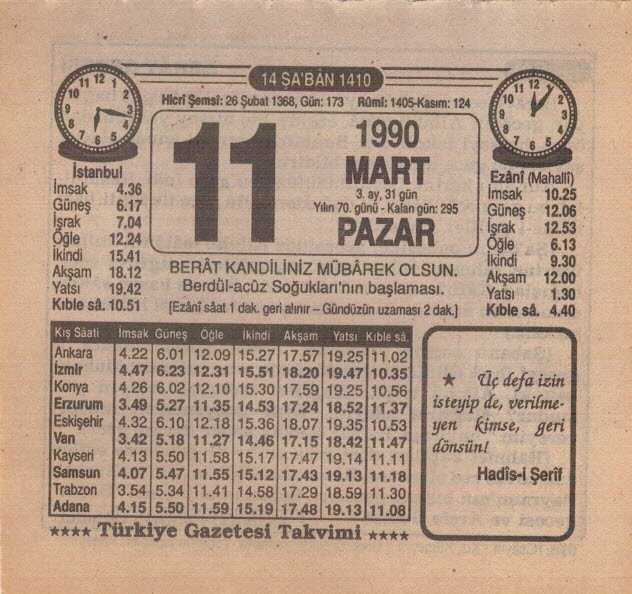 14 ŞA'BÂN 1410
Hicrî Şemsî: 26 Şubat 1368, Gün: 173 Rûmî: 1405-Kasım: 124
11
1990
MART
3. ay, 31 gün
Yılın 70. günü - Kalan gün: 295
PAZAR
İstanbul
İmsak 4.36
Güneş 6.17
İşrak 7.04
Öğle 12.24
İkindi 15.41
Akşam 18.12
Yatsı 19.42
Kıble sâ. 10.51
Ezânî (Mahallî)
İmsak 10.25
Güneş 12.06
İşrak 12.53
Öğle 6.13
İkindi 9.30
Akşam 12.00
Yatsı 1.30
Kıble sâ. 4.40
BERÂT KANDİLİNİZ MÜBÂREK OLSUN.
Berdül-acûz Soğukları'nın başlaması.
[Ezânî sâat 1 dak. geri alınır – Gündüzün uzaması 2 dak.]
Kış Sâati İmsak Güneş Öğle İkindi Akşam Yatsı Kıble sâ.
Ankara 4.22 6.01 12.09 15.27 17.57 19.25 11.02
İzmir 4.47 6.23 12.31 15.51 18.20 19.47 10.35
Konya 4.26 6.02 12.10 15.30 17.59 19.25 10.56
Erzurum 3.49 5.27 11.35 14.53 17.24 18.52 11.37
Eskişehir 4.32 6.10 12.18 15.36 18.07 19.35 10.53
Van 3.42 5.18 11.27 14.46 17.15 18.42 11.47
Kayseri 4.13 5.50 11.58 15.17 17.47 19.14 11.11
Samsun 4.07 5.47 11.55 15.12 17.43 19.13 11.18
Trabzon 3.54 5.34 11.41 14.58 17.29 18.59 11.30
Adana 4.15 5.50 11.59 15.19 17.48 19.13 11.08
★ Üç defa izin
isteyip de, verilme-
yen kimse, geri
dönsün!
Hadîs-i Şerîf
★★★★ Türkiye Gazetesi Takvimi ★★★★